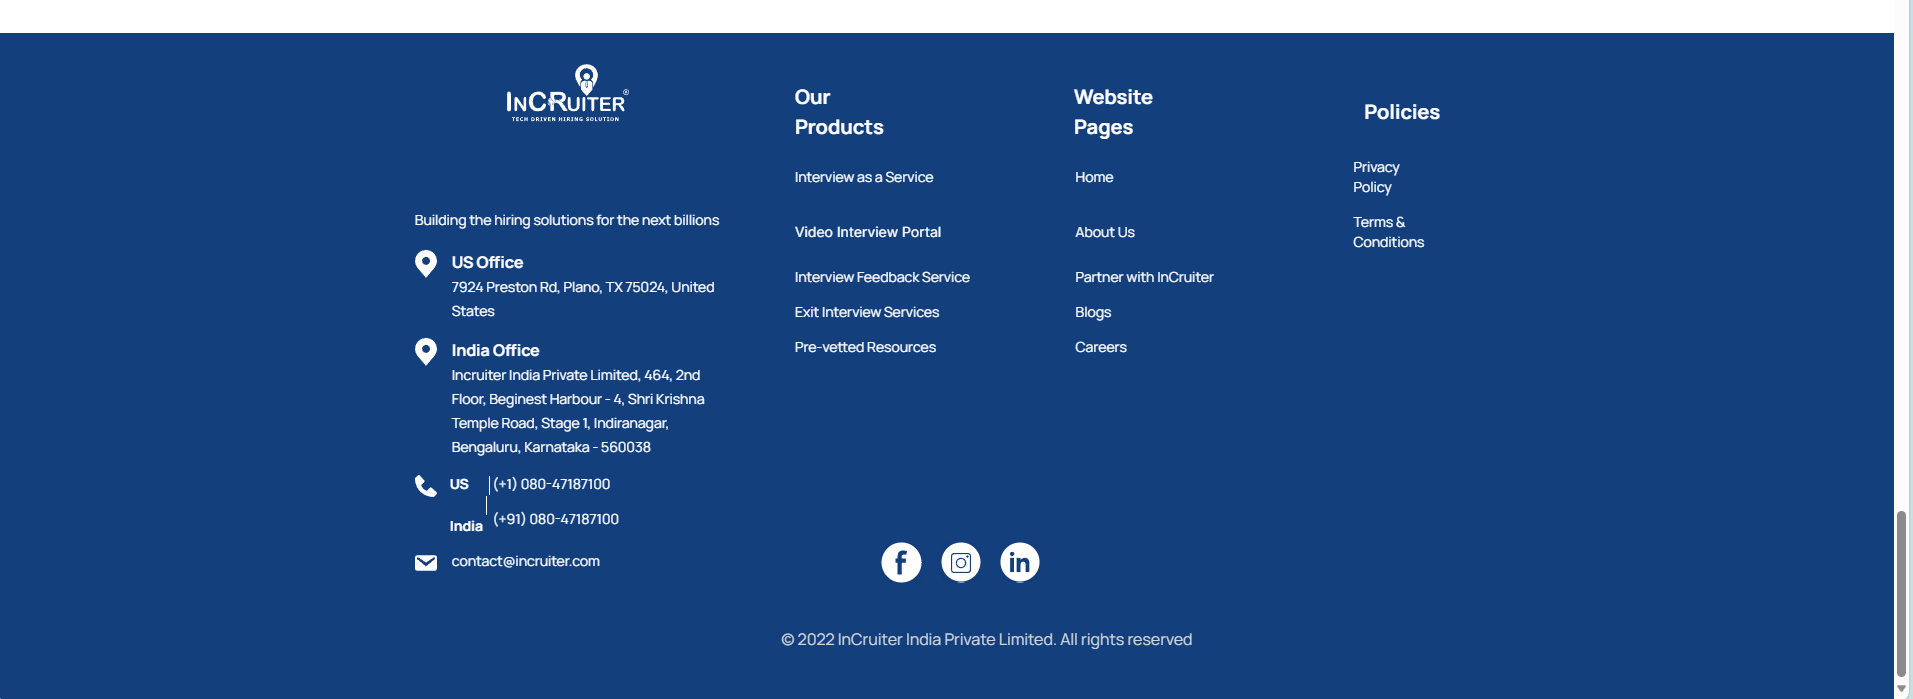 INCRUITER®
TECH DRIVEN HIRING SOLUTION
Building the hiring solutions for the next billions
US Office
7924 Preston Rd, Plano, TX 75024, United
States
India Office
Incruiter India Private Limited, 464, 2nd
Floor, Beginest Harbour - 4, Shri Krishna
Temple Road, Stage 1, Indiranagar,
Bengaluru, Karnataka - 560038
US (+1) 080-47187100
India (+91) 080-47187100
contact@incruiter.com
Our
Products
Interview as a Service
Video Interview Portal
Interview Feedback Service
Exit Interview Services
Pre-vetted Resources
Website
Pages
Home
About Us
Partner with InCruiter
Blogs
Careers
Policies
Privacy
Policy
Terms &
Conditions
© 2022 InCruiter India Private Limited. All rights reserved